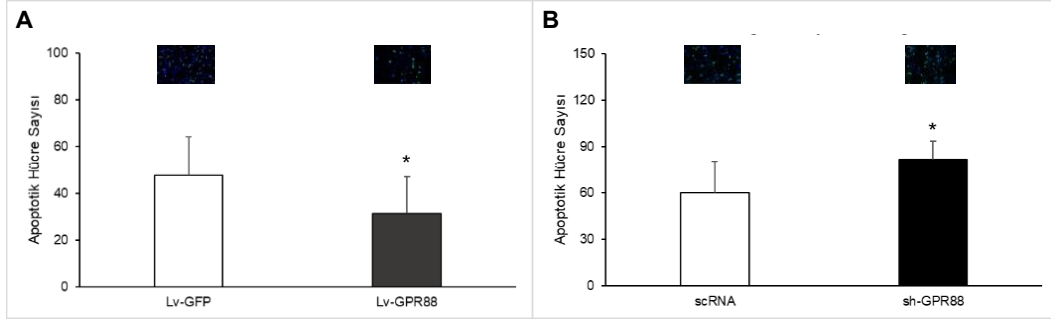 A
Apoptotik Hücre Sayısı
100
80
60
40
20
0
*
Lv-GFP
Lv-GPR88
B
Apoptotik Hücre Sayısı
150
120
90
60
30
0
*
scRNA
sh-GPR88